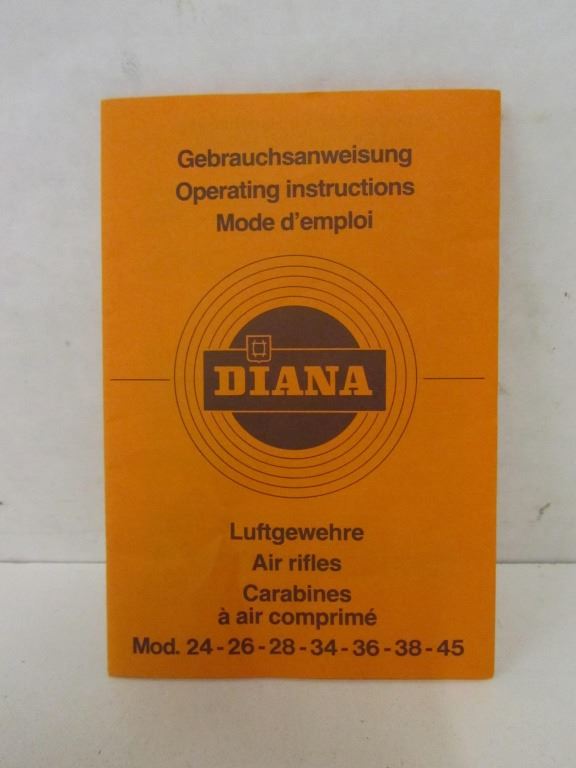 Gebrauchsanweisung
Operating instructions
Mode d'emploi
DIANA
Luftgewehre
Air rifles
Carabines
à air comprimé
Mod. 24-26-28-34-36-38-45